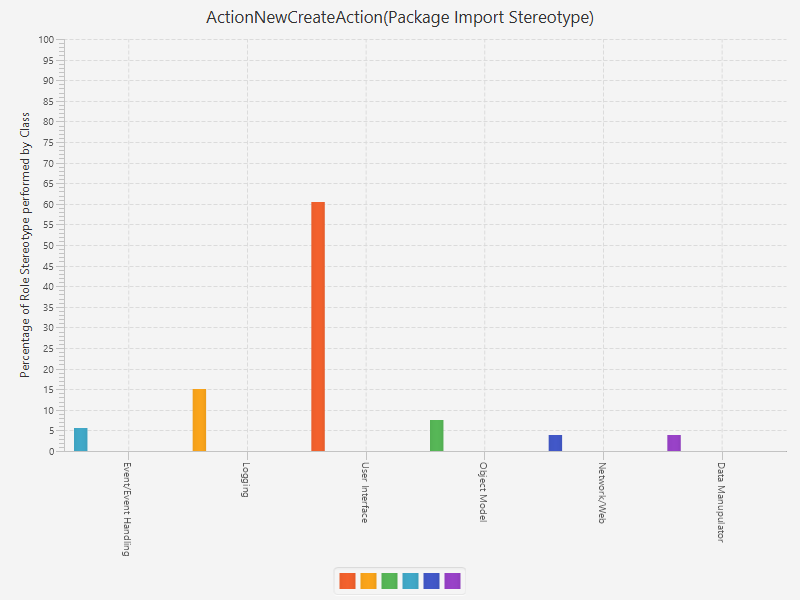 ActionNewCreateAction(Package Import Stereotype)
Percentage of Role Stereotype performed by Class
100
95
90
85
80
75
70
65
60
55
50
45
40
35
30
25
20
15
10
5
0
Event/Event Handling
Logging
User Interface
Object Model
Network/Web
Data Manupulator